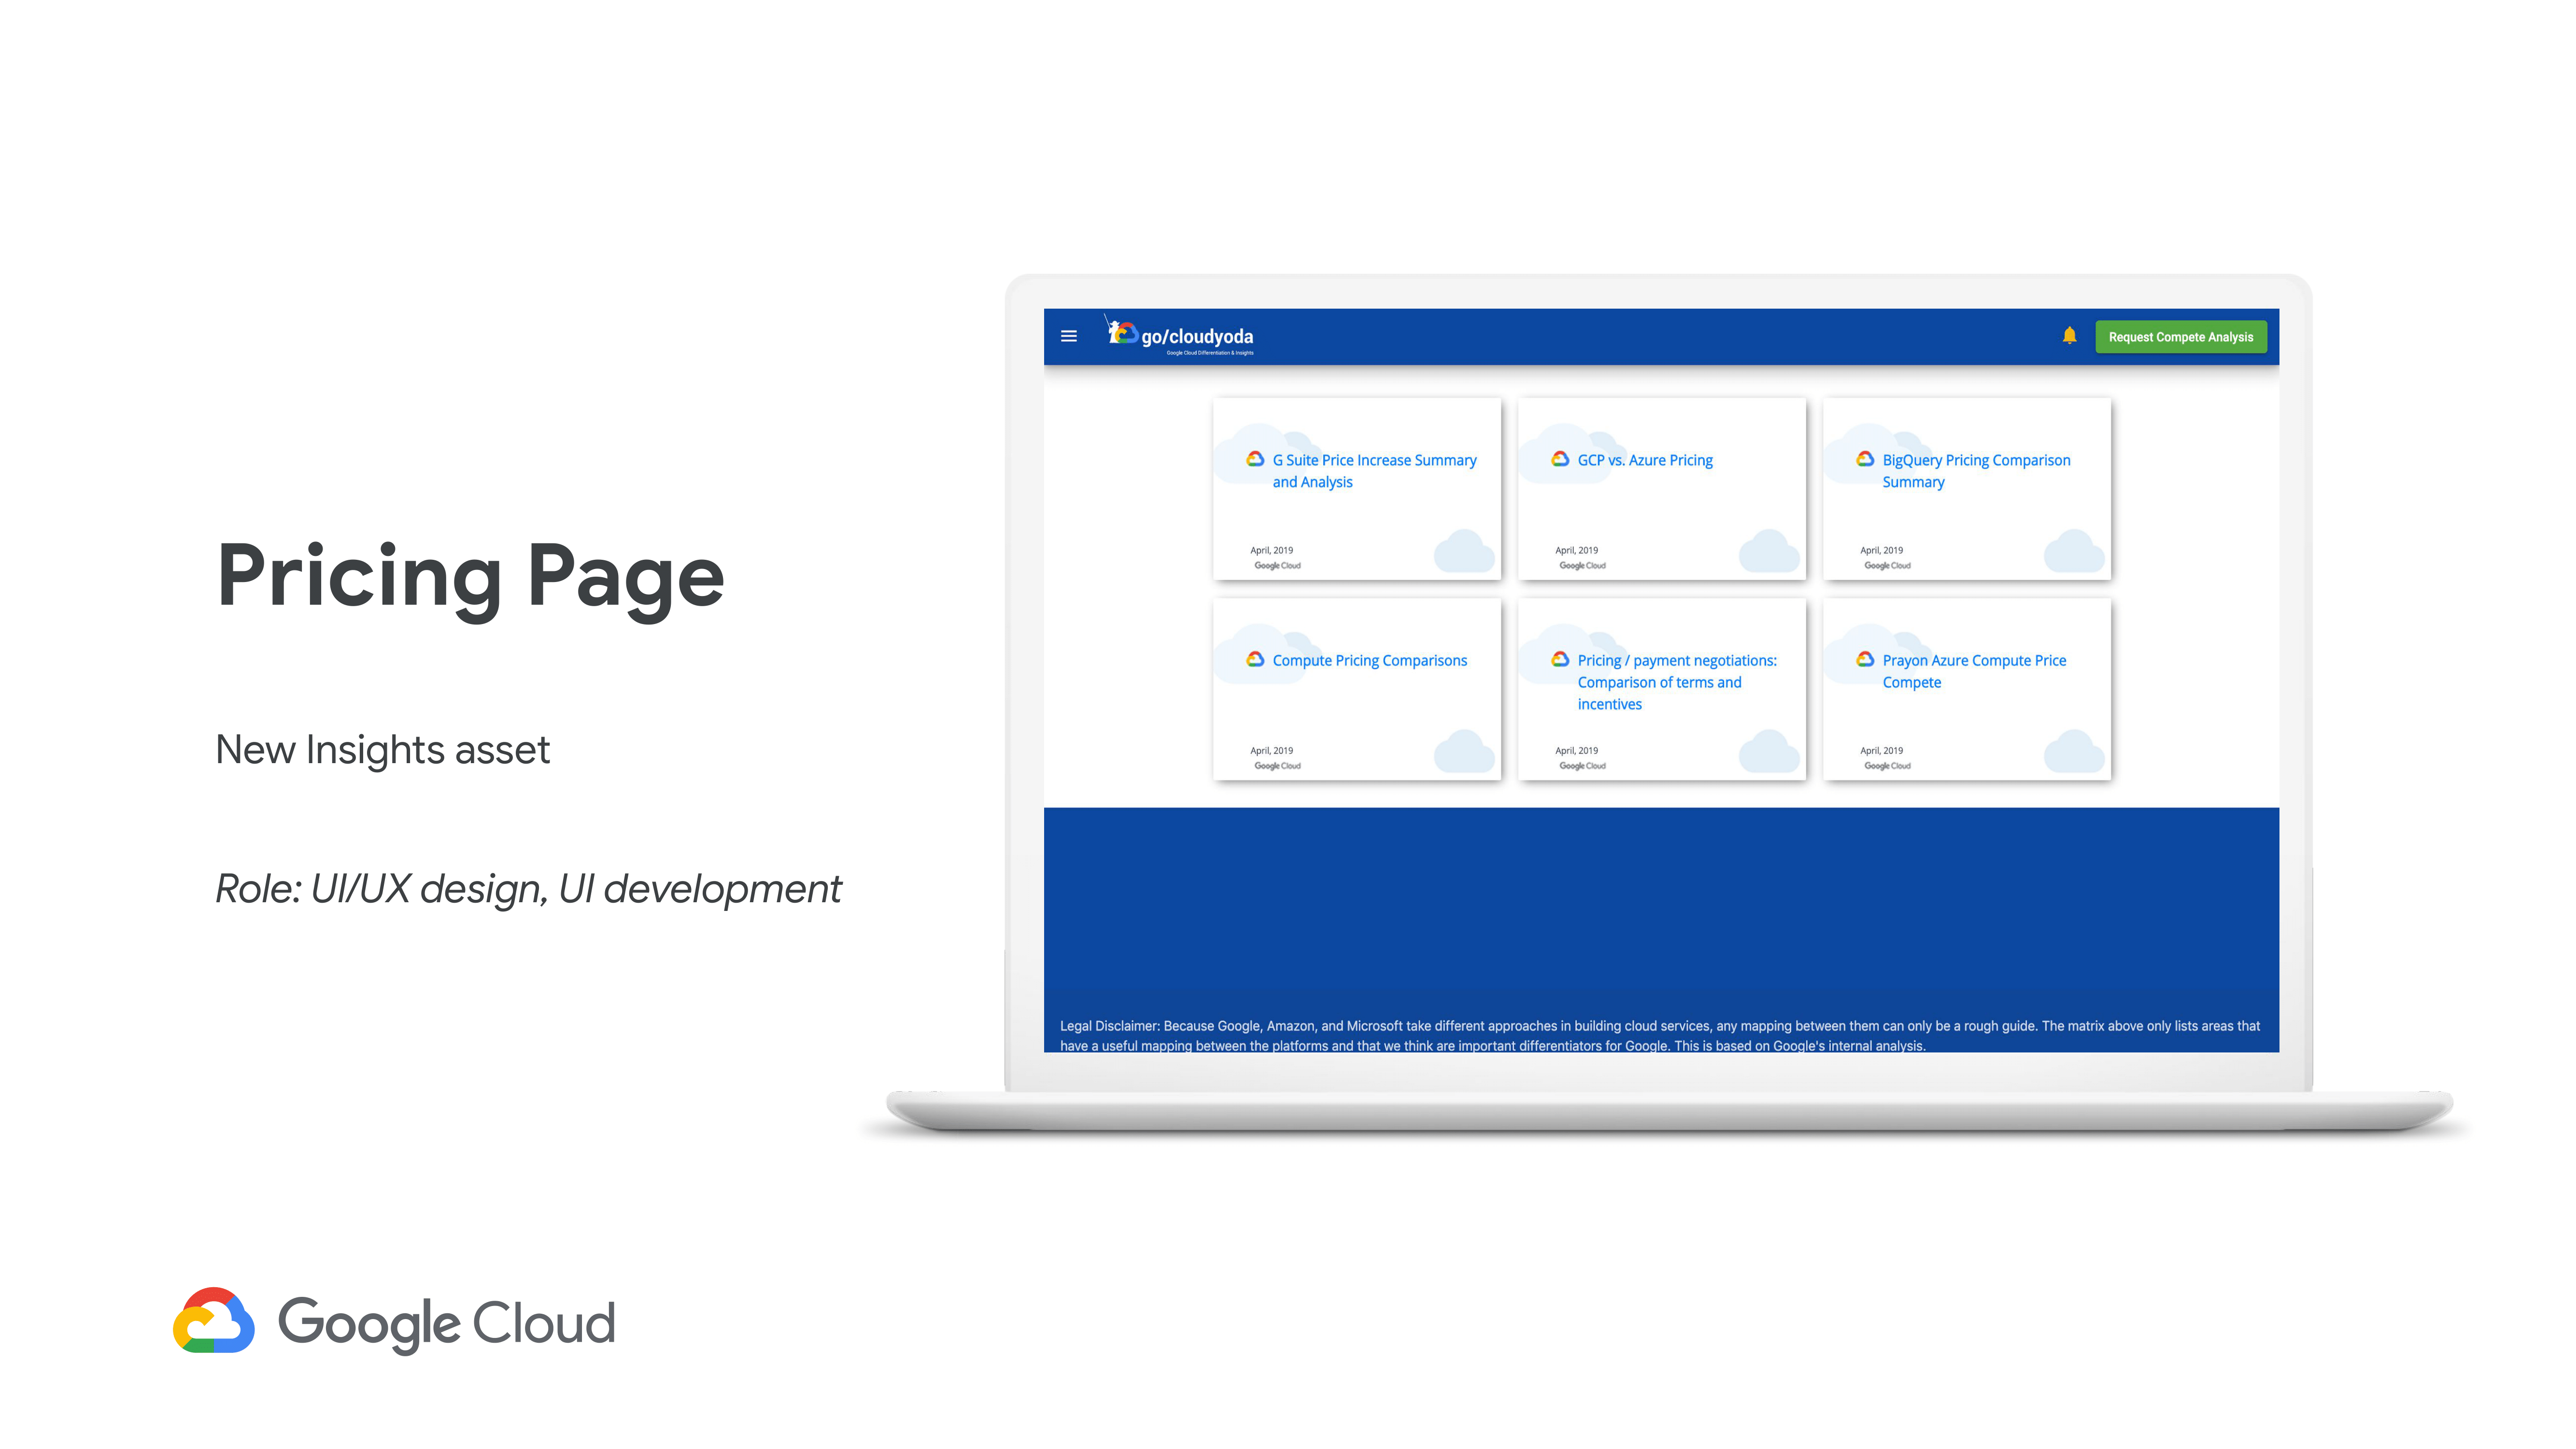 Pricing Page
New Insights asset
Role: UI/UX design, UI development
Google Cloud
go/cloudyoda
Google Cloud Differentiation & Insights
Request Compete Analysis
G Suite Price Increase Summary
and Analysis
April, 2019
Google Cloud
GCP vs. Azure Pricing
April, 2019
Google Cloud
BigQuery Pricing Comparison
Summary
April, 2019
Google Cloud
Compute Pricing Comparisons
April, 2019
Google Cloud
Pricing / payment negotiations:
Comparison of terms and
incentives
April, 2019
Google Cloud
Prayon Azure Compute Price
Compete
April, 2019
Google Cloud
Legal Disclaimer: Because Google, Amazon, and Microsoft take different approaches in building cloud services, any mapping between them can only be a rough guide. The matrix above only lists areas that
have a useful mapping between the platforms and that we think are important differentiators for Google. This is based on Google's internal analysis.